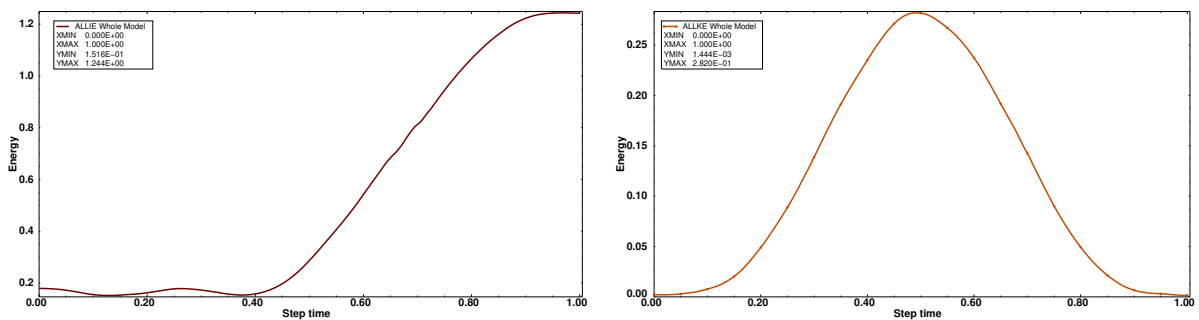 ALLIE Whole Model
XMIN 0.000E+00
XMAX 1.000E+00
YMIN 1.516E-01
YMAX 1.244E+00
1.2
1.0
0.8
0.6
0.4
0.2
Energy
0.00 0.20 0.40 0.60 0.80 1.00
Step time
ALLKE Whole Model
XMIN 0.000E+00
XMAX 1.000E+00
YMIN 1.444E-03
YMAX 2.820E-01
0.25
0.20
0.15
0.10
0.05
0.00
Energy
0.00 0.20 0.40 0.60 0.80 1.00
Step time